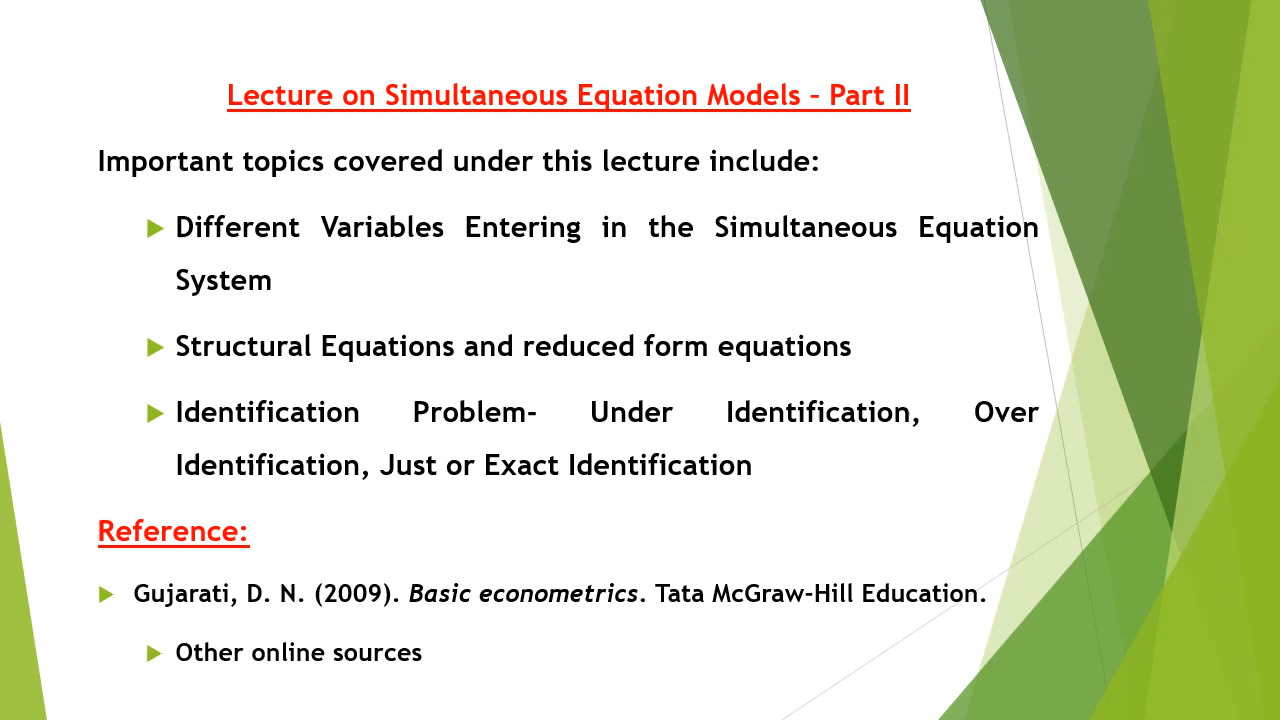 Lecture on Simultaneous Equation Models – Part II
Important topics covered under this lecture include:
Different Variables Entering in the Simultaneous Equation
System
Structural Equations and reduced form equations
Identification Problem- Under Identification, Over
Identification, Just or Exact Identification
Reference:
Gujarati, D. N. (2009). Basic econometrics. Tata McGraw-Hill Education.
Other online sources